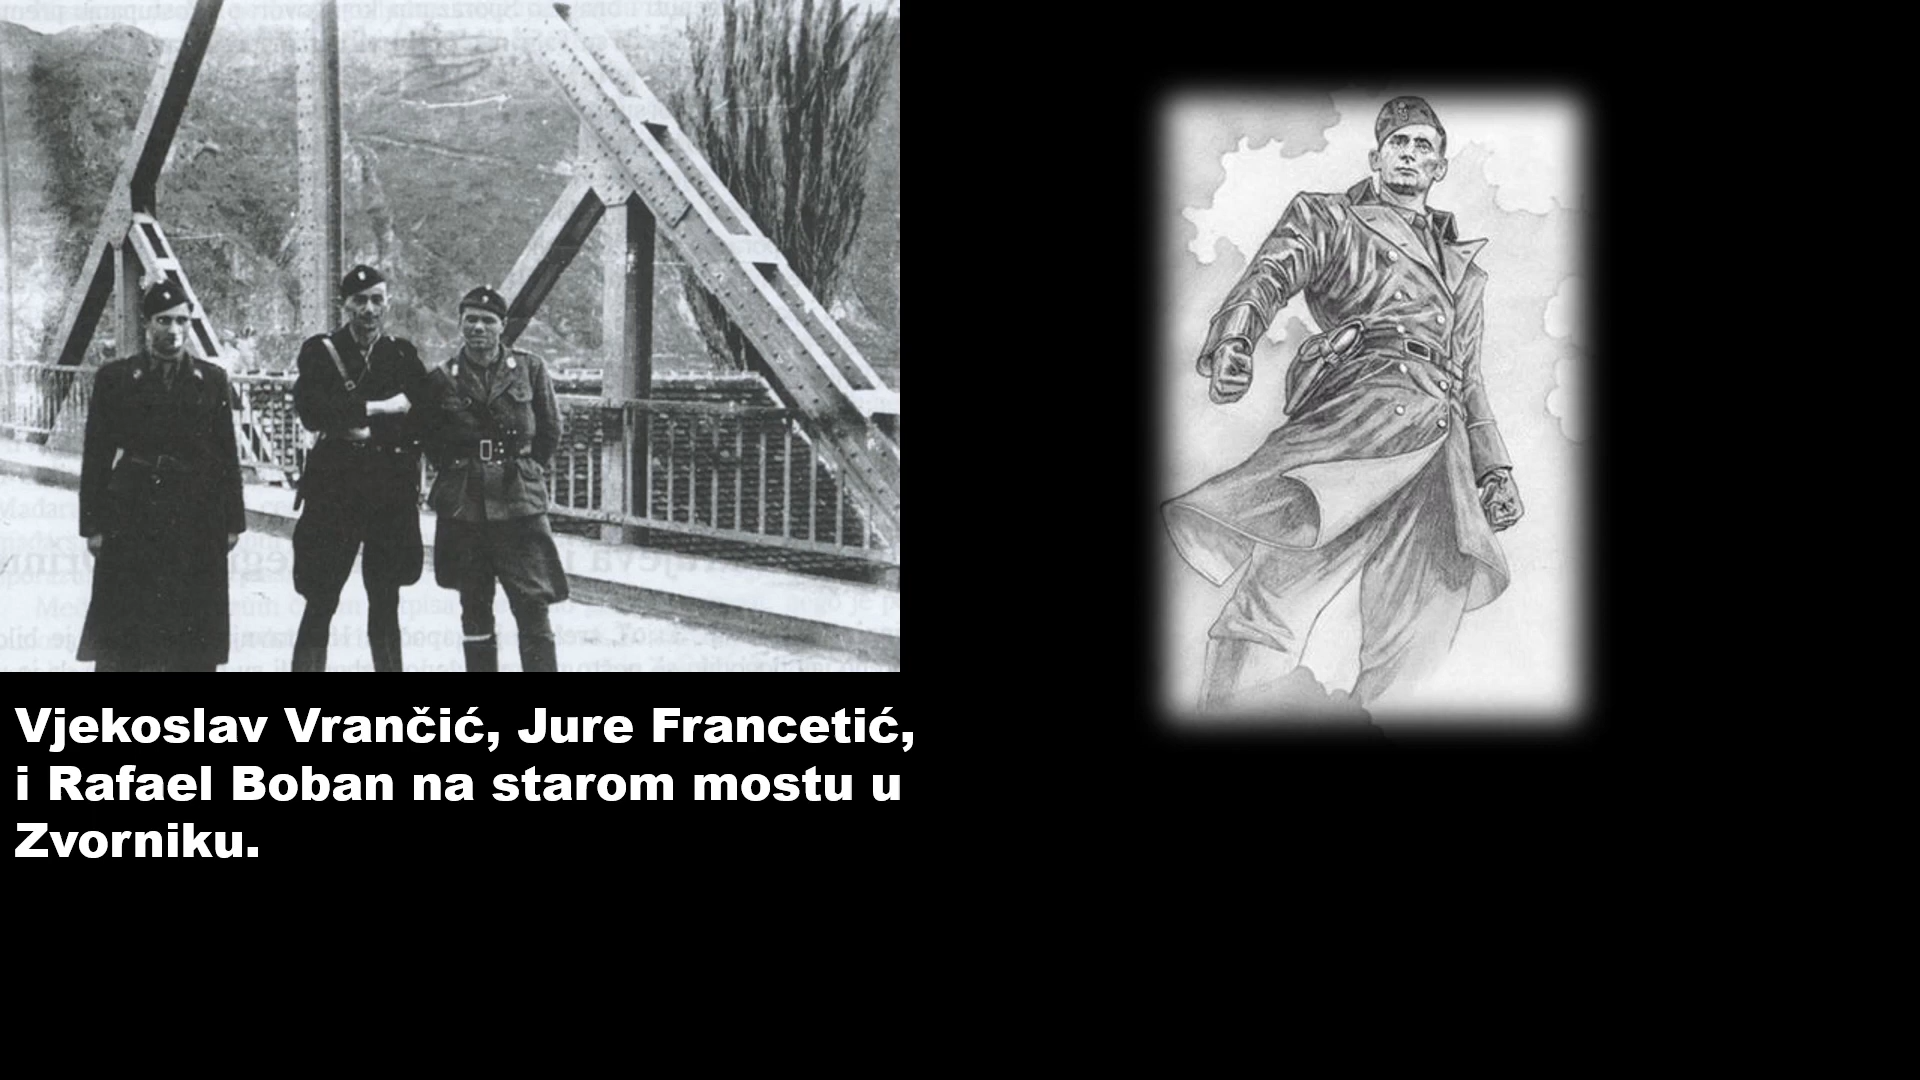 Vjekoslav Vrančić, Jure Francetić,
i Rafael Boban na starom mostu u
Zvorniku.